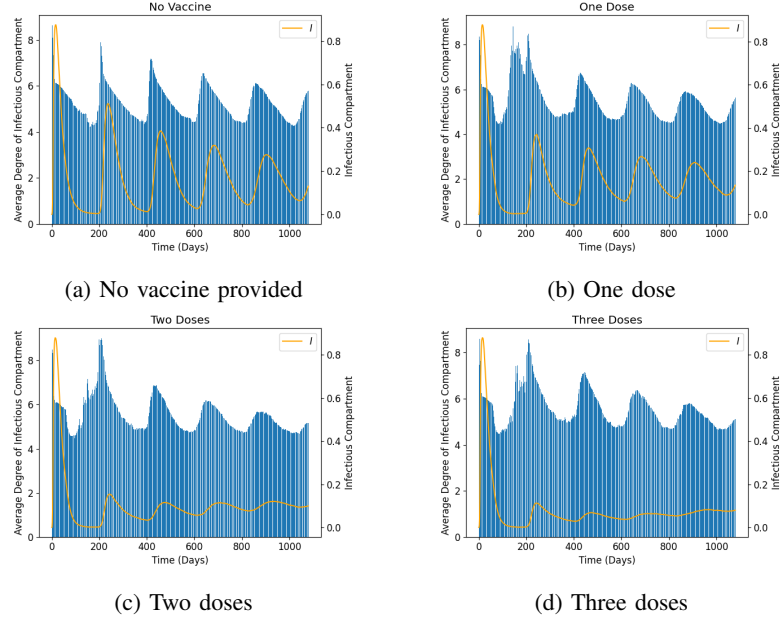 No Vaccine
I
Average Degree of Infectious Compartment
Infectious Compartment
0 2 4 6 8
0.0 0.2 0.4 0.6 0.8
0 200 400 600 800 1000
Time (Days)
(a) No vaccine provided
One Dose
I
Average Degree of Infectious Compartment
Infectious Compartment
0 2 4 6 8
0.0 0.2 0.4 0.6 0.8
0 200 400 600 800 1000
Time (Days)
(b) One dose
Two Doses
I
Average Degree of Infectious Compartment
Infectious Compartment
0 2 4 6 8
0.0 0.2 0.4 0.6 0.8
0 200 400 600 800 1000
Time (Days)
(c) Two doses
Three Doses
I
Average Degree of Infectious Compartment
Infectious Compartment
0 2 4 6 8
0.0 0.2 0.4 0.6 0.8
0 200 400 600 800 1000
Time (Days)
(d) Three doses